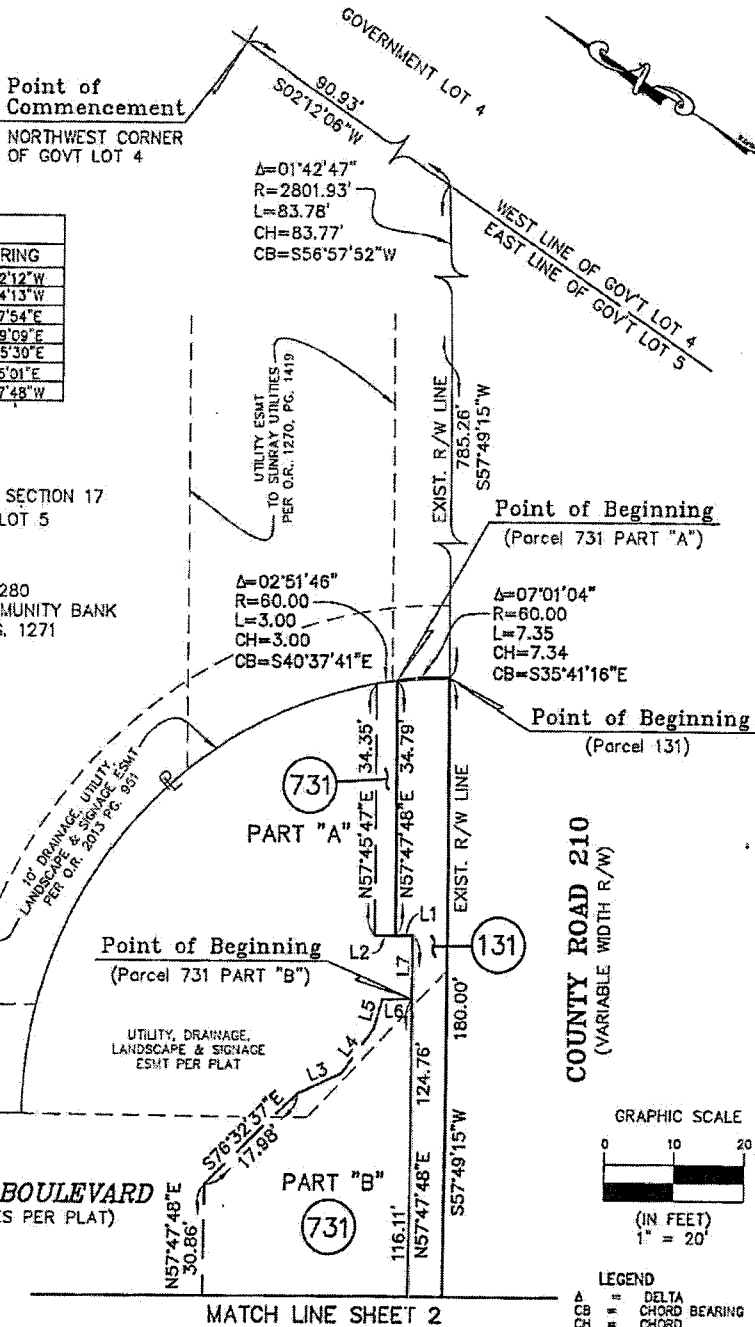 GOVERNMENT LOT 4
Point of
Commencement
NORTHWEST CORNER
OF GOVT LOT 4
90.93'
S02°12'06"W
Δ=01°42'47"
R=2801.93'
L=83.78'
CH=83.77'
CB=S56°57'52"W
WEST LINE OF GOV'T LOT 4
EAST LINE OF GOV'T LOT 5
RING
2'12"W
4'13"W
7'54"E
9'09"E
5'30"E
5'01"E
7'48"W
UTILITY ESMT
TO SUNRAY UTILITIES
PER O.R. 1270, PG. 1419
EXIST. R/W LINE
785.26'
S57°49'15"W
SECTION 17
LOT 5
Point of Beginning
(Parcel 731 PART "A")
280
MUNITY BANK
. 1271
Δ=02°51'46"
R=60.00
L=3.00
CH=3.00
CB=S40°37'41"E
Δ=07°01'04"
R=60.00
L=7.35
CH=7.34
CB=S35°41'16"E
Point of Beginning
(Parcel 131)
10' DRAINAGE, UTILITY,
LANDSCAPE & SIGNAGE ESMT
PER O.R. 2013 PG. 951
PL
N57°45'47"E 34.35'
N57°47'48"E 34.79'
731
PART "A"
EXIST. R/W LINE
L1
L2
131
Point of Beginning
(Parcel 731 PART "B")
L7
L6
L5
L4
L3
180.00'
S57°49'15"W
COUNTY ROAD 210
(VARIABLE WIDTH R/W)
UTILITY, DRAINAGE,
LANDSCAPE & SIGNAGE
ESMT PER PLAT
124.76'
N57°47'48"E
116.11'
S76°32'37"E
17.98'
PART "B"
731
BOULEVARD
ES PER PLAT)
N57°47'48"E
30.86'
GRAPHIC SCALE
0 10 20
(IN FEET)
1" = 20'
MATCH LINE SHEET 2
LEGEND
Δ = DELTA
CB = CHORD BEARING
CH = CHORD